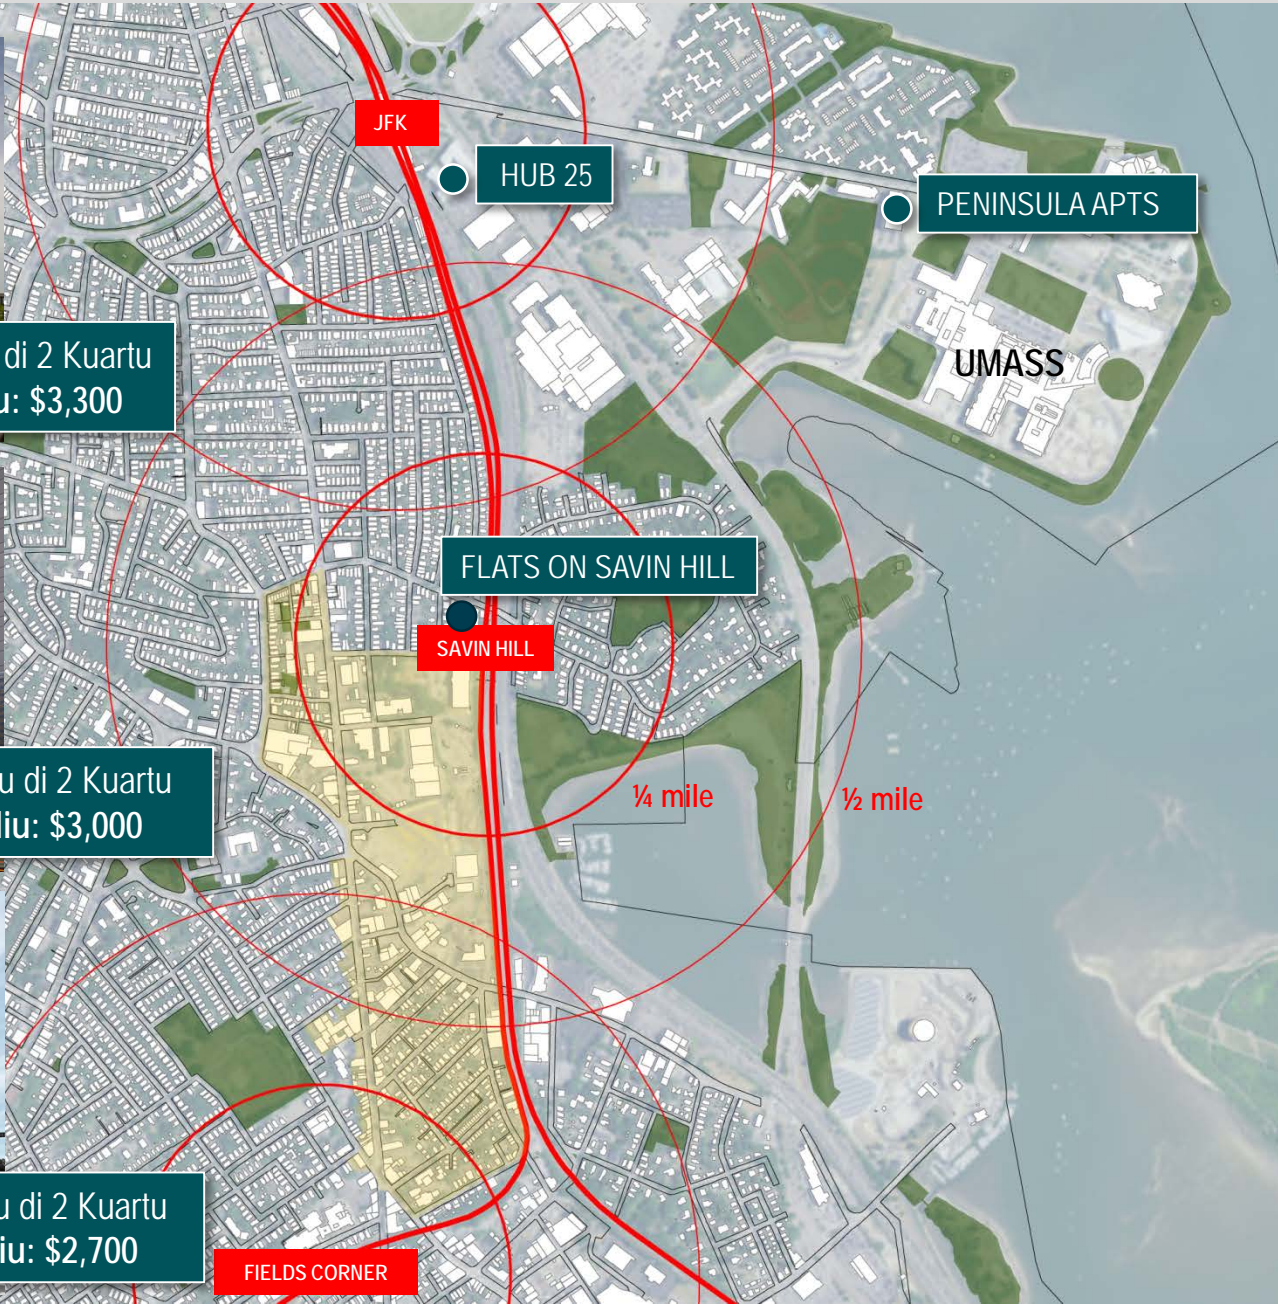 JFK
HUB 25
PENINSULA APTS
di 2 Kuartu
u: $3,300
UMASS
FLATS ON SAVIN HILL
SAVIN HILL
u di 2 Kuartu
liu: $3,000
¼ mile
½ mile
u di 2 Kuartu
iu: $2,700
FIELDS CORNER